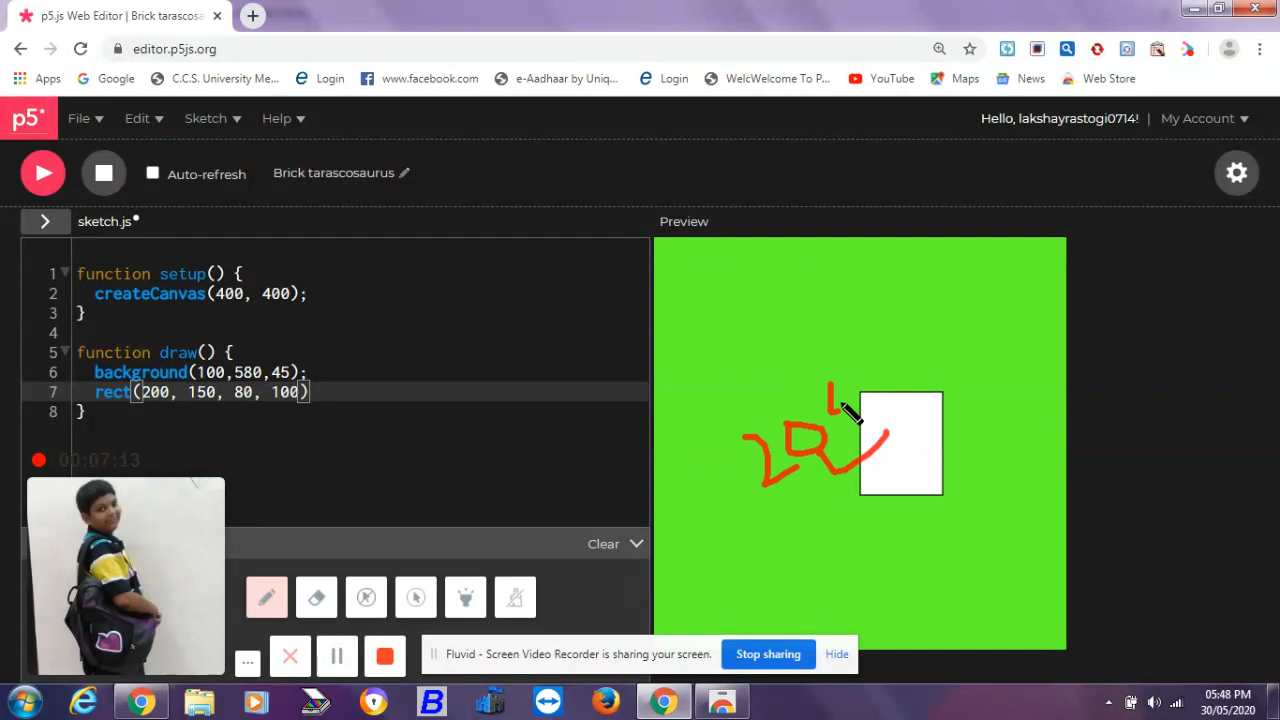 p5.js Web Editor | Brick tarascosa
editor.p5js.org
Apps Google C.C.S. University Me... Login www.facebook.com e-Aadhaar by Uniq... Login WelcWelcome To P... YouTube Maps News Web Store
p5* File Edit Sketch Help Hello, lakshayrastogi0714! | My Account
Auto-refresh Brick tarascosaurus
sketch.js Preview
1 function setup() {
2 createCanvas(400, 400);
3 }
4
5 function draw() {
6 background(100,580,45);
7 rect(200, 150, 80, 100)
8 }
20
00:07:13
Clear
...
Fluvid - Screen Video Recorder is sharing your screen. Stop sharing Hide
B
05:48 PM
30/05/2020